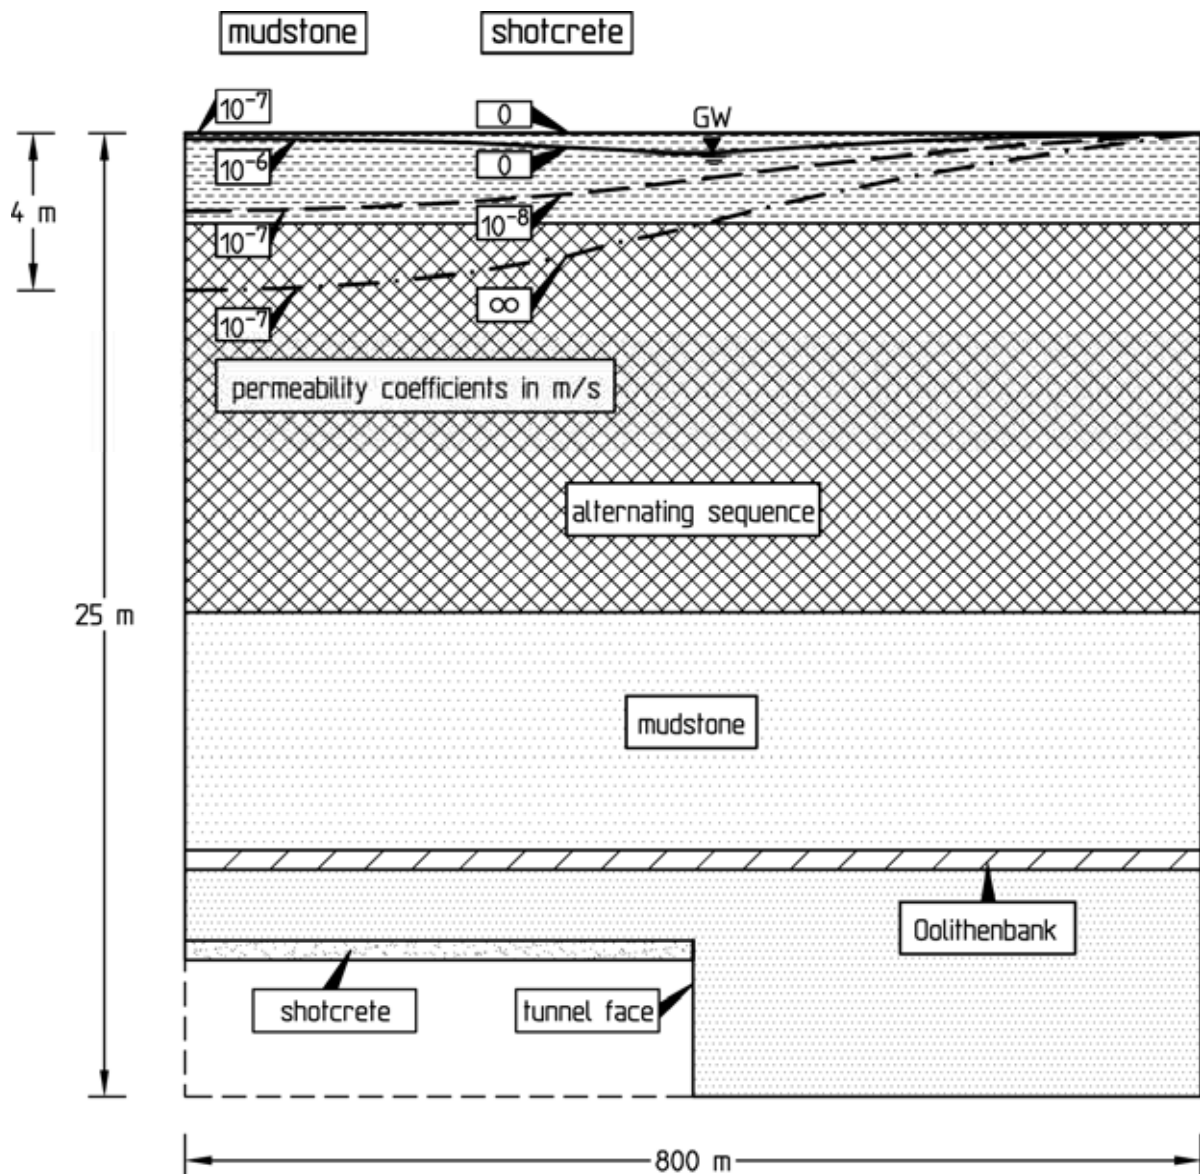 mudstone shotcrete
10⁻⁷
0
GW
10⁻⁶
0
4 m
10⁻⁷
10⁻⁸
10⁻⁷
∞
permeability coefficients in m/s
alternating sequence
25 m
mudstone
Oolithenbank
shotcrete
tunnel face
800 m